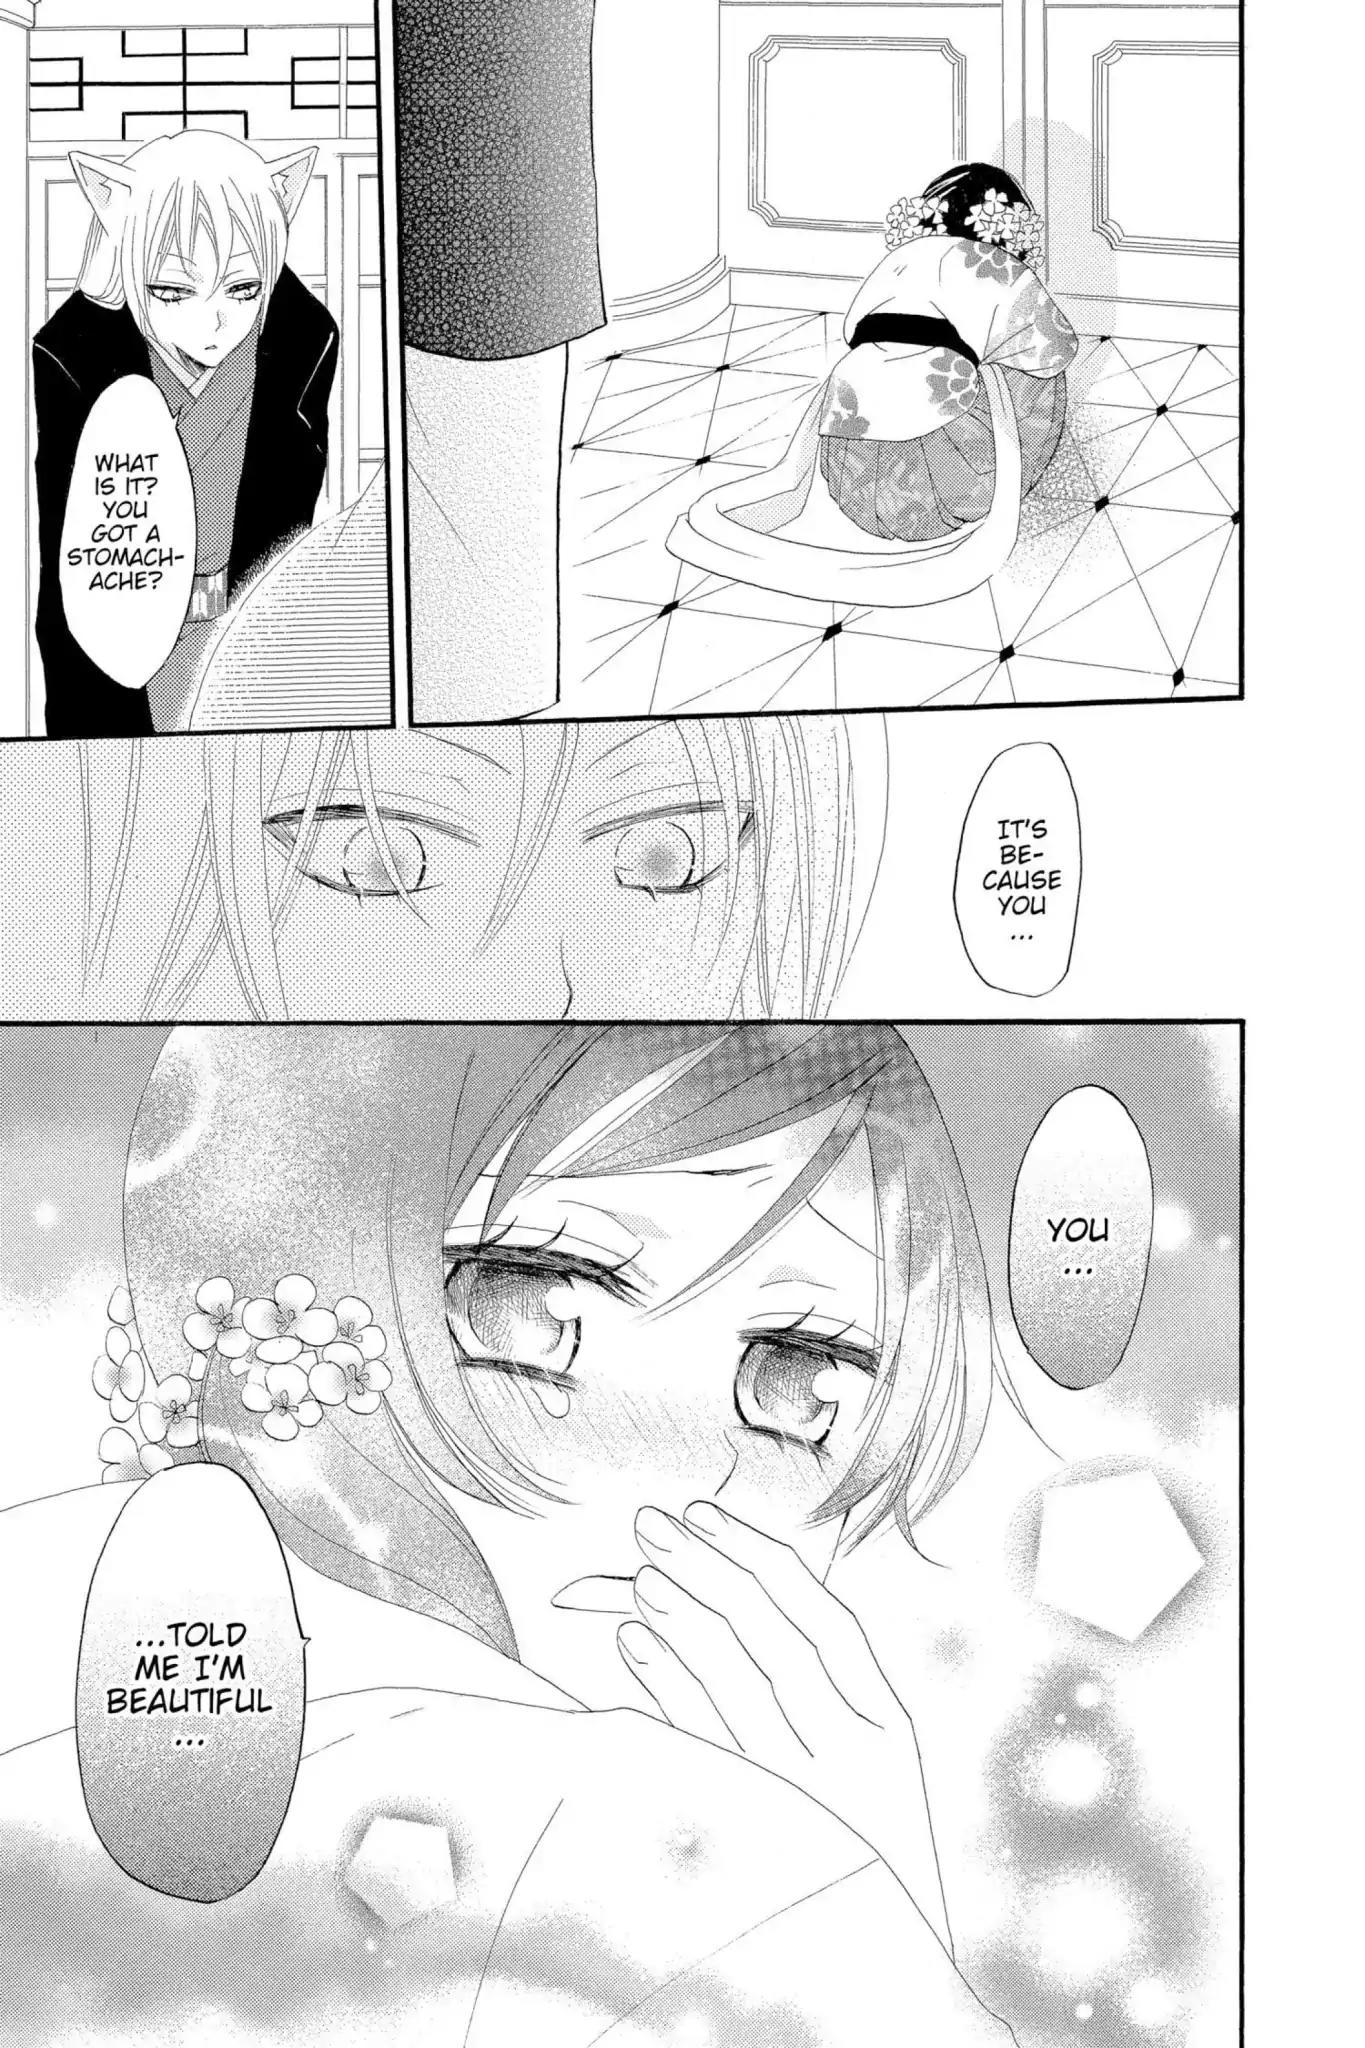 WHAT
IS IT?
YOU
GOT A
STOMACH-
ACHE?
IT'S
BE-
CAUSE
YOU
...
YOU
...
...TOLD
ME I'M
BEAUTIFUL
...